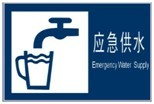 应急供水
Emergency Water Supply